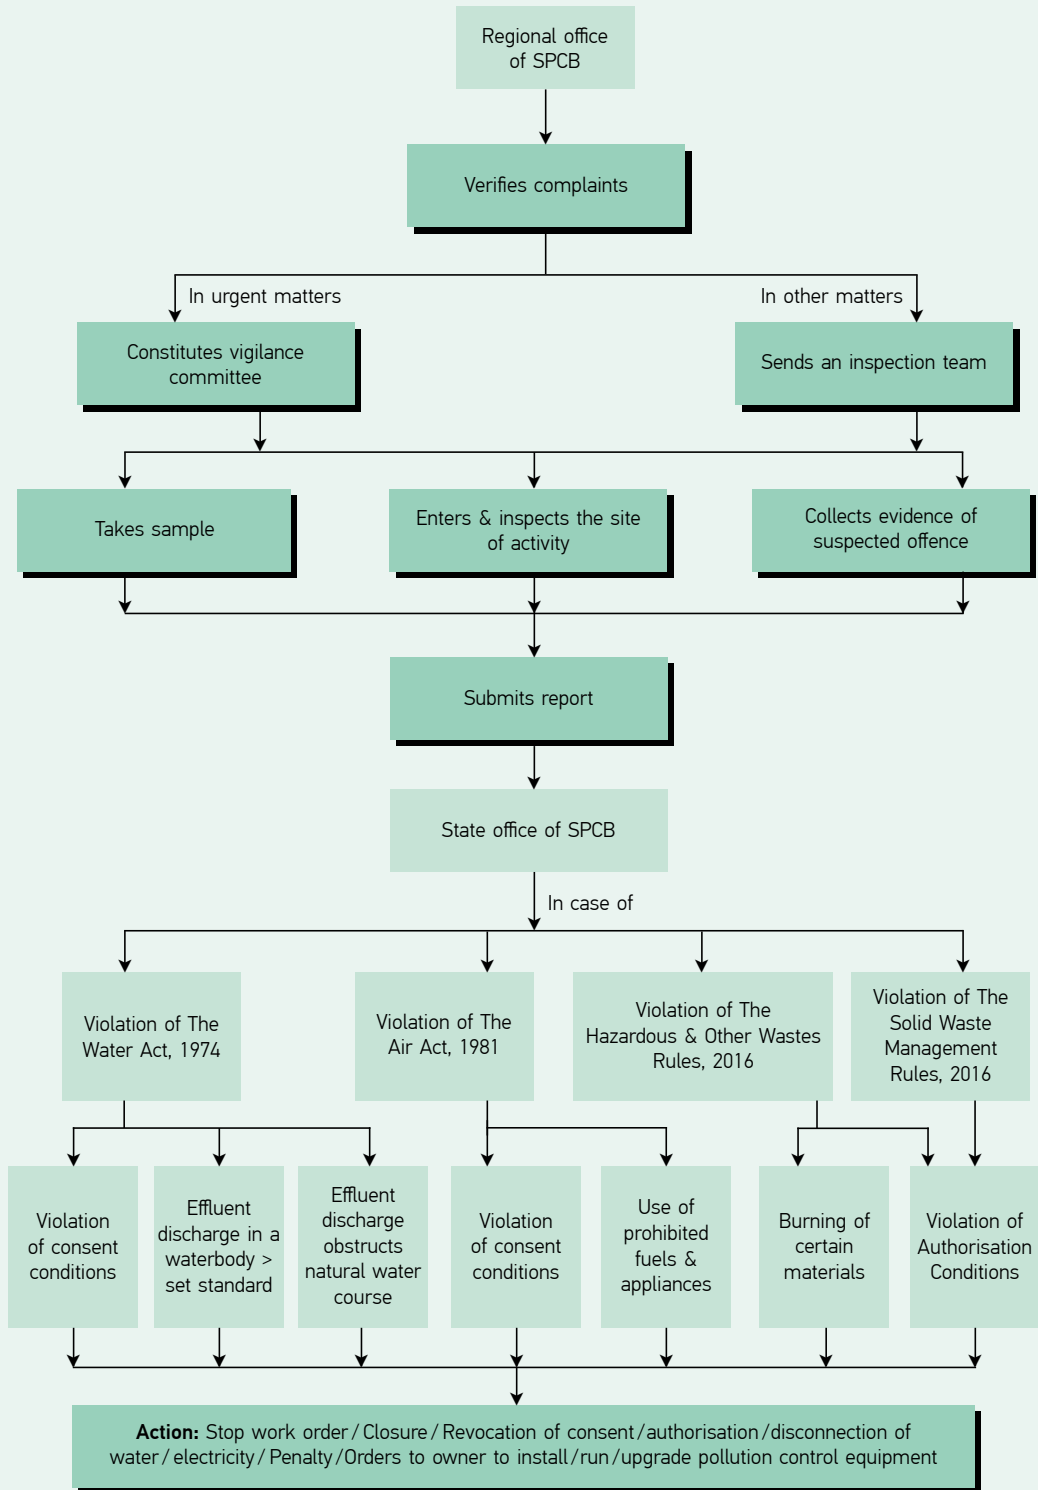 Regional office
of SPCB
Verifies complaints
In urgent matters
In other matters
Constitutes vigilance
committee
Sends an inspection team
Takes sample
Enters & inspects the site
of activity
Collects evidence of
suspected offence
Submits report
State office of SPCB
In case of
Violation of The
Water Act, 1974
Violation of The
Air Act, 1981
Violation of The
Hazardous & Other Wastes
Rules, 2016
Violation of The
Solid Waste
Management
Rules, 2016
Violation
of consent
conditions
Effluent
discharge in a
waterbody >
set standard
Effluent
discharge
obstructs
natural water
course
Violation
of consent
conditions
Use of
prohibited
fuels &
appliances
Burning of
certain
materials
Violation of
Authorisation
Conditions
Action: Stop work order/Closure/Revocation of consent/authorisation/disconnection of
water/electricity/Penalty/Orders to owner to install/run/upgrade pollution control equipment